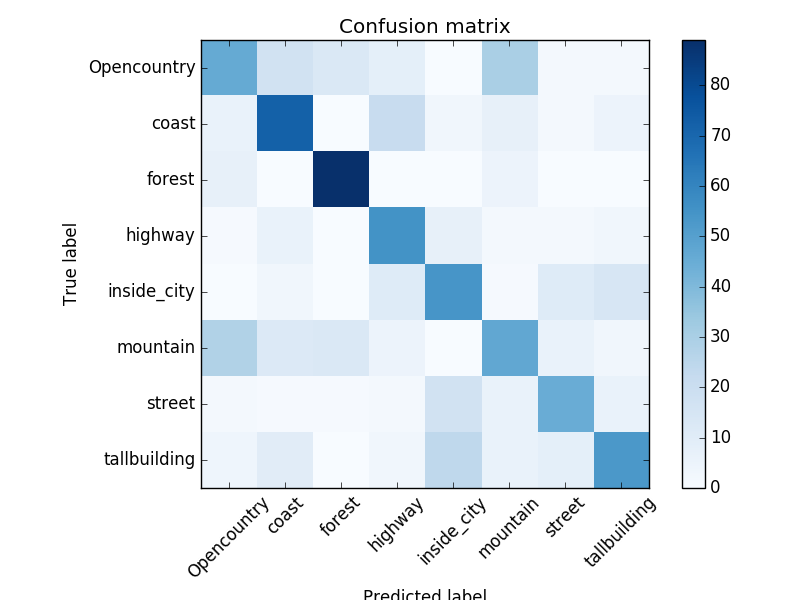 Confusion matrix
True label
Opencountry
coast
forest
highway
inside_city
mountain
street
tallbuilding
Opencountry
coast
forest
highway
inside_city
mountain
street
tallbuilding
Predicted label
80
70
60
50
40
30
20
10
0